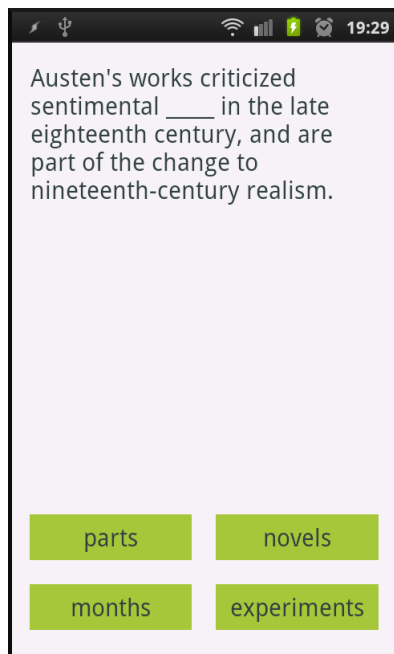 19:29
Austen's works criticized
sentimental ____ in the late
eighteenth century, and are
part of the change to
nineteenth-century realism.
parts novels
months experiments